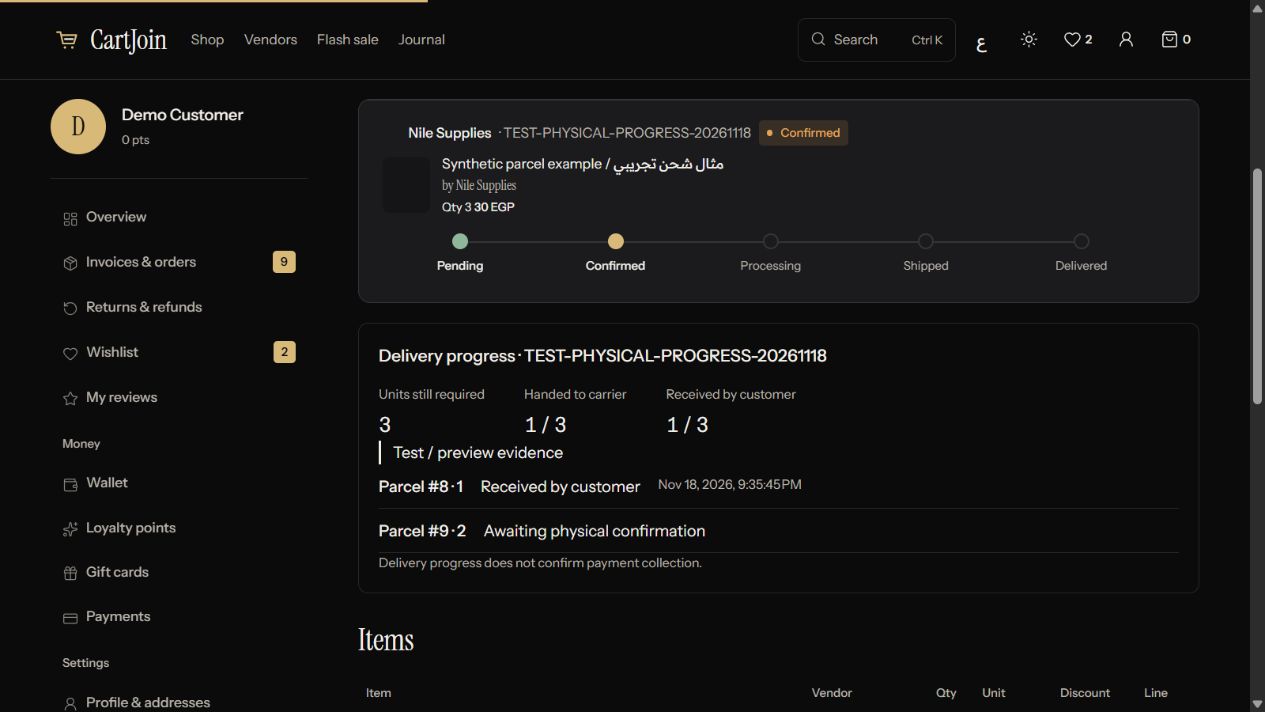 CartJoin Shop Vendors Flash sale Journal Search Ctrl K ع 2 0
D Demo Customer
0 pts
Overview
Invoices & orders 9
Returns & refunds
Wishlist 2
My reviews
Money
Wallet
Loyalty points
Gift cards
Payments
Settings
Profile & addresses
Nile Supplies · TEST-PHYSICAL-PROGRESS-20261118 Confirmed
Synthetic parcel example / مثال شحن تجريبي
by Nile Supplies
Qty 3 30 EGP
Pending Confirmed Processing Shipped Delivered
Delivery progress · TEST-PHYSICAL-PROGRESS-20261118
Units still required Handed to carrier Received by customer
3 1 / 3 1 / 3
Test / preview evidence
Parcel #8 · 1 Received by customer Nov 18, 2026, 9:35:45 PM
Parcel #9 · 2 Awaiting physical confirmation
Delivery progress does not confirm payment collection.
Items
Item Vendor Qty Unit Discount Line